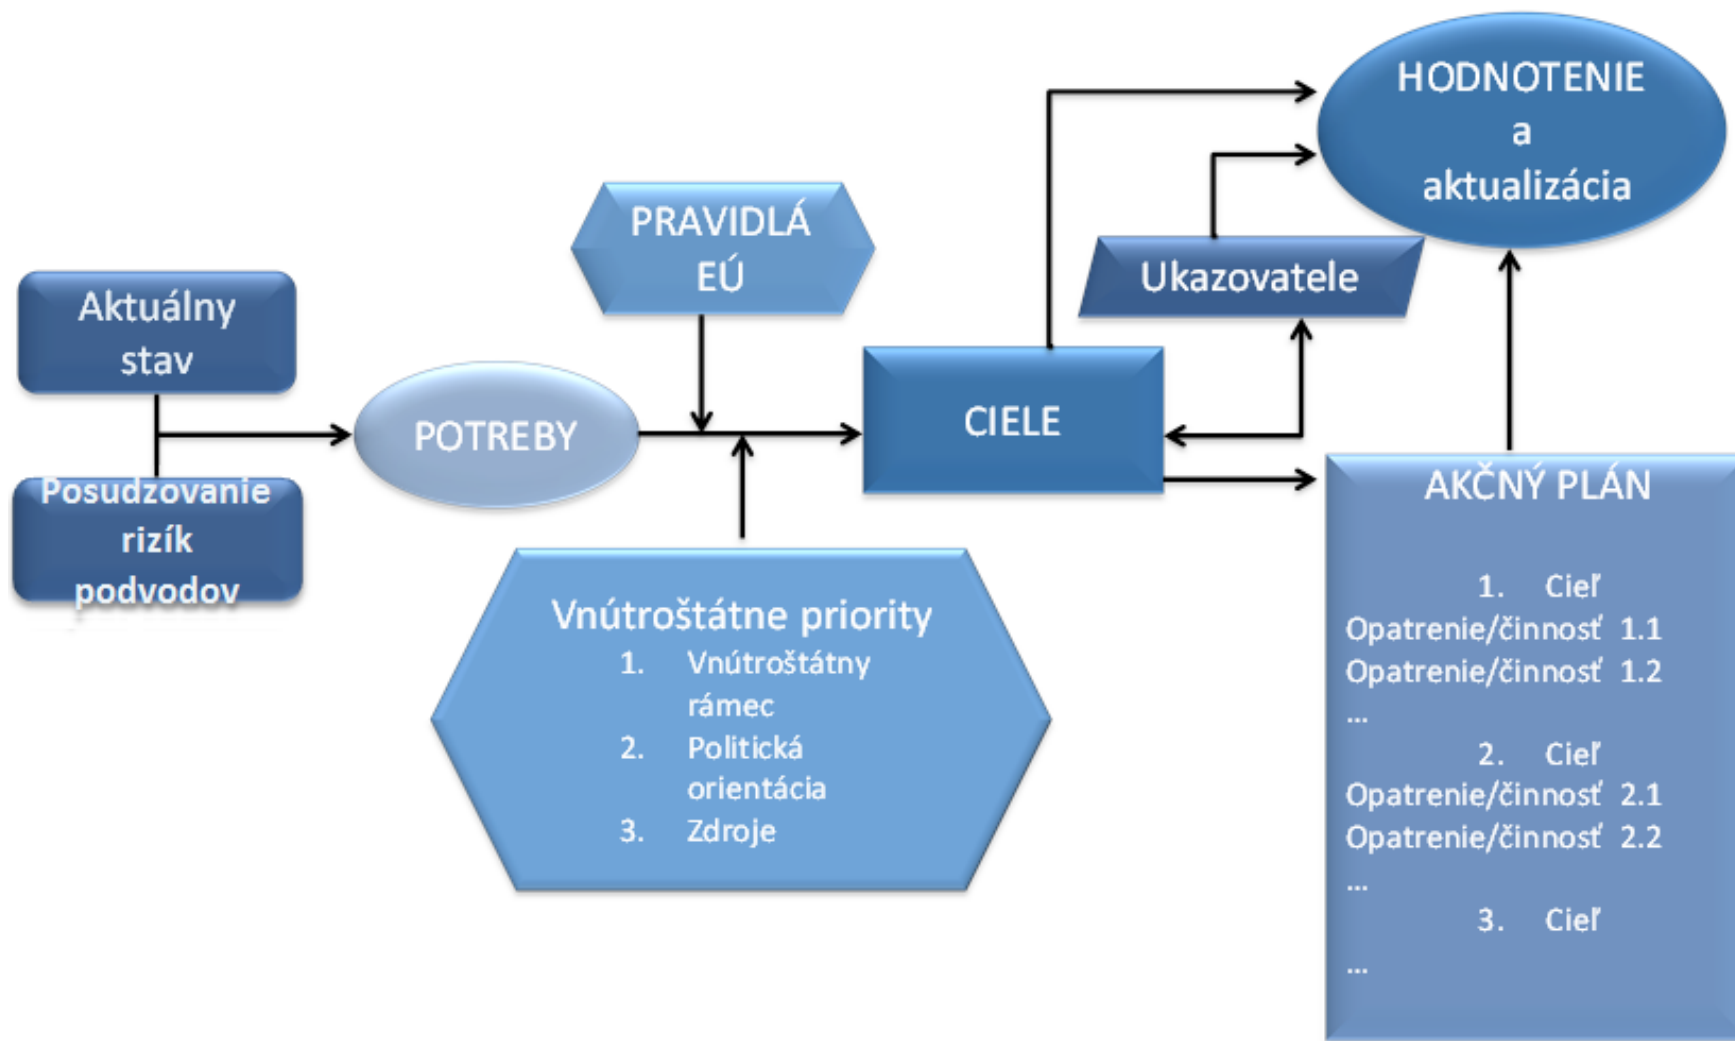 Aktuálny
stav
Posudzovanie
rizík
podvodov
POTREBY
PRAVIDLÁ
EÚ
Vnútroštátne priority
1. Vnútroštátny
rámec
2. Politická
orientácia
3. Zdroje
CIELE
Ukazovatele
HODNOTENIE
a
aktualizácia
AKČNÝ PLÁN
1. Cieľ
Opatrenie/činnosť 1.1
Opatrenie/činnosť 1.2
...
2. Cieľ
Opatrenie/činnosť 2.1
Opatrenie/činnosť 2.2
...
3. Cieľ
...